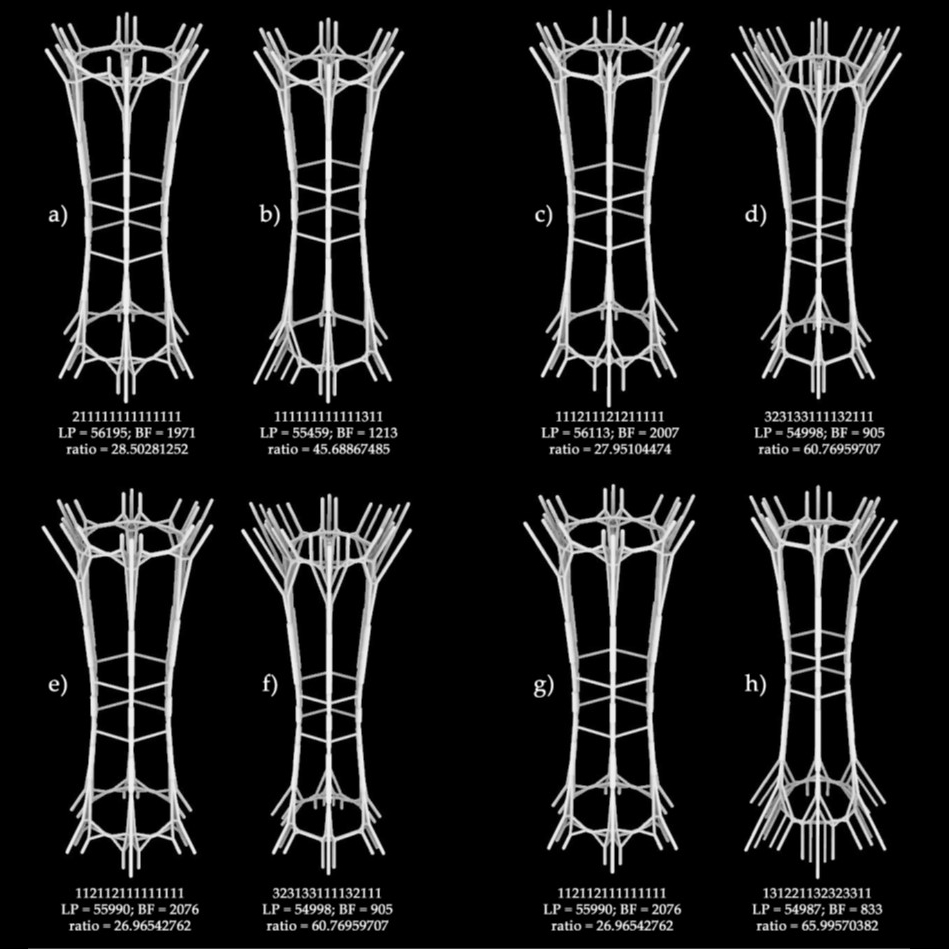 a)
b)
c)
d)
211111111111111
LP = 56195; BF = 1971
ratio = 28.50281252
111111111111311
LP = 55459; BF = 1213
ratio = 45.68867485
111211121211111
LP = 56113; BF = 2007
ratio = 27.95104474
323133111132111
LP = 54998; BF = 905
ratio = 60.76959707
e)
f)
g)
h)
112112111111111
LP = 55990; BF = 2076
ratio = 26.96542762
323133111132111
LP = 54998; BF = 905
ratio = 60.76959707
112112111111111
LP = 55990; BF = 2076
ratio = 26.96542762
131221132323311
LP = 54987; BF = 833
ratio = 65.99570382